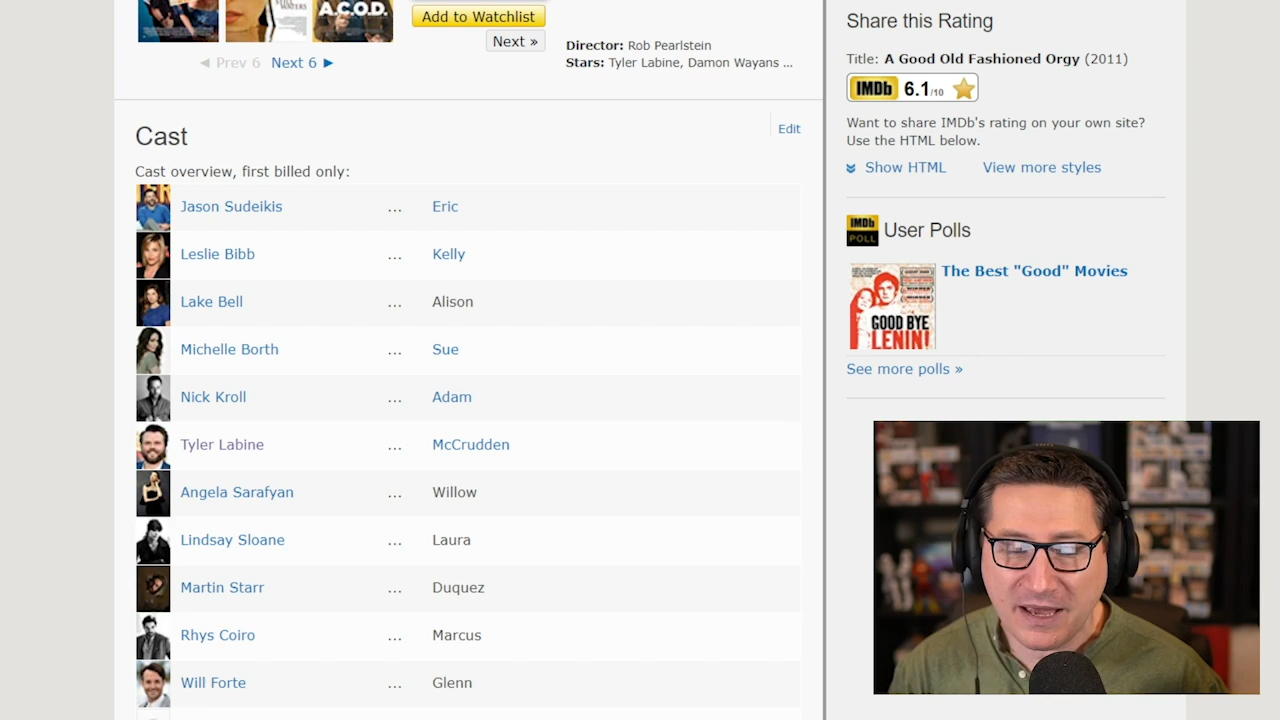 A.C.O.D.
Add to Watchlist
Next »
◀ Prev 6 Next 6 ▶
Director: Rob Pearlstein
Stars: Tyler Labine, Damon Wayans ...
Cast
Edit
Cast overview, first billed only:
Jason Sudeikis ... Eric
Leslie Bibb ... Kelly
Lake Bell ... Alison
Michelle Borth ... Sue
Nick Kroll ... Adam
Tyler Labine ... McCrudden
Angela Sarafyan ... Willow
Lindsay Sloane ... Laura
Martin Starr ... Duquez
Rhys Coiro ... Marcus
Will Forte ... Glenn
Share this Rating
Title: A Good Old Fashioned Orgy (2011)
IMDb 6.1/10
Want to share IMDb's rating on your own site?
Use the HTML below.
Show HTML View more styles
IMDb
POLL
User Polls
The Best "Good" Movies
GOOD BYE
LENIN!
See more polls »